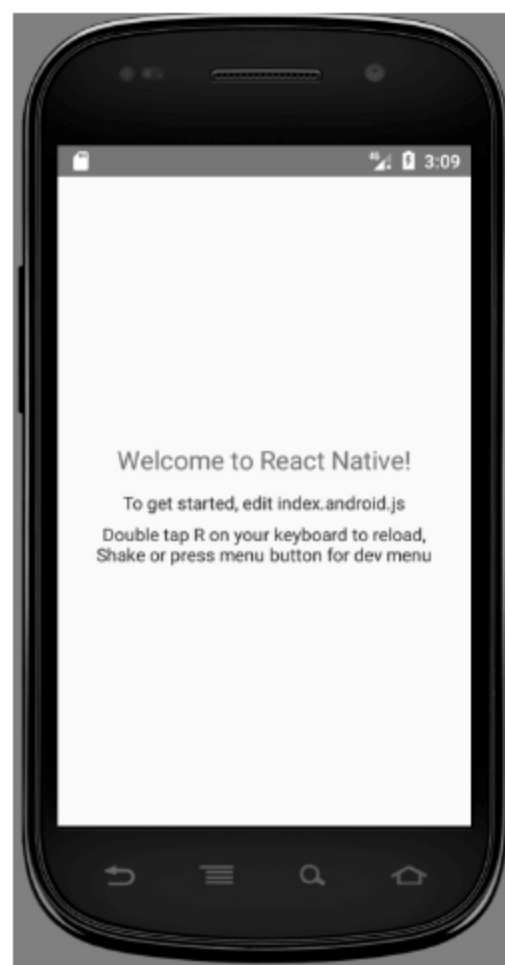 4G 3:09
Welcome to React Native!
To get started, edit index.android.js
Double tap R on your keyboard to reload,
Shake or press menu button for dev menu